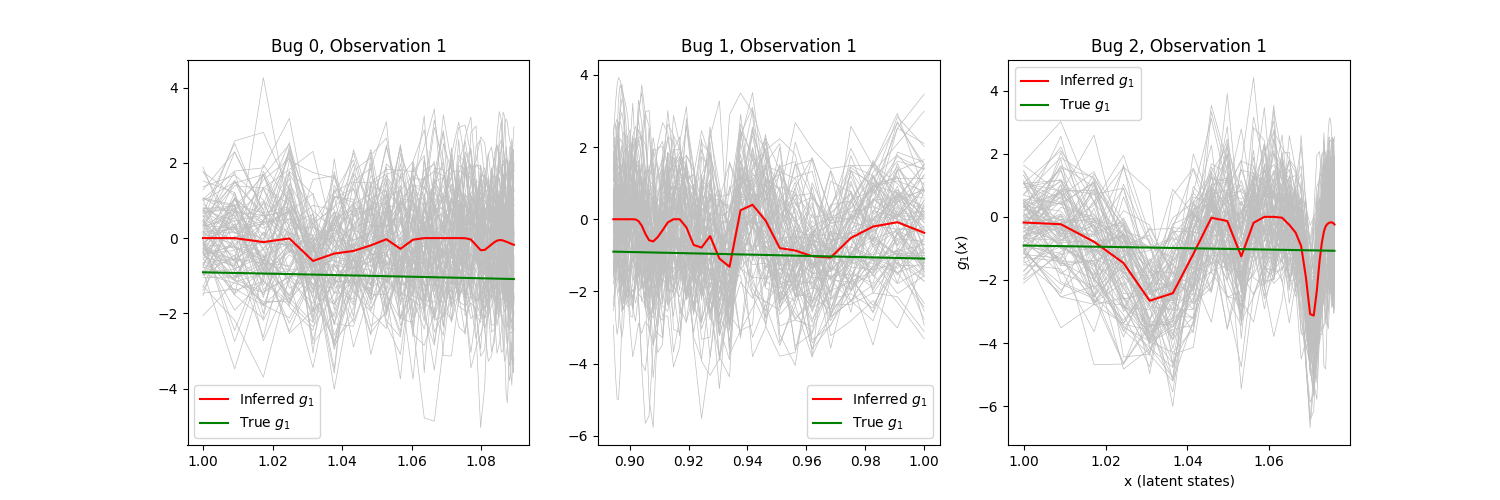 Bug 0, Observation 1
4
2
0
−2
−4
Inferred g₁
True g₁
1.00 1.02 1.04 1.06 1.08
Bug 1, Observation 1
4
2
0
−2
−4
−6
Inferred g₁
True g₁
0.90 0.92 0.94 0.96 0.98 1.00
Bug 2, Observation 1
Inferred g₁
True g₁
g₁(x)
4
2
0
−2
−4
−6
1.00 1.02 1.04 1.06
x (latent states)